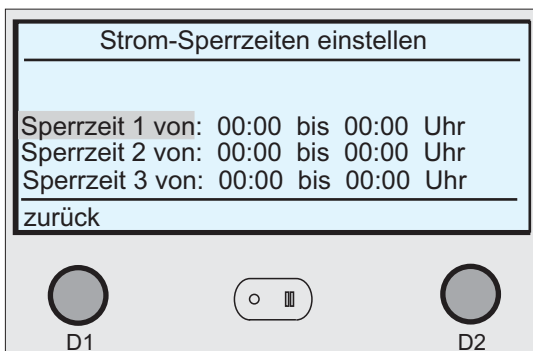 Strom-Sperrzeiten einstellen
Sperrzeit 1 von: 00:00 bis 00:00 Uhr
Sperrzeit 2 von: 00:00 bis 00:00 Uhr
Sperrzeit 3 von: 00:00 bis 00:00 Uhr
zurück
D1 D2